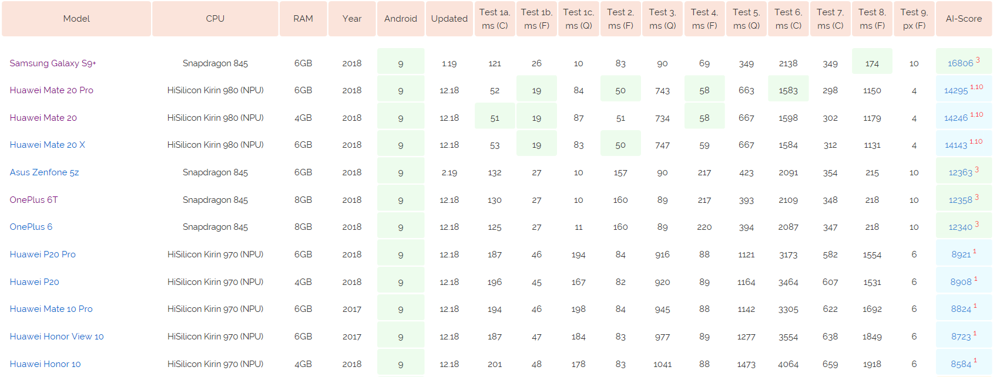 Model CPU RAM Year Android Updated Test 1a, ms (C) Test 1b, ms (F) Test 1c, ms (Q) Test 2, ms (F) Test 3, ms (Q) Test 4, ms (F) Test 5, ms (Q) Test 6, ms (C) Test 7, ms (C) Test 8, ms (F) Test 9, px (F) AI-Score
Samsung Galaxy S9+ Snapdragon 845 6GB 2018 9 1.19 121 26 10 83 90 69 349 2138 349 174 10 16806 3
Huawei Mate 20 Pro HiSilicon Kirin 980 (NPU) 6GB 2018 9 12.18 52 19 84 50 743 58 663 1583 298 1150 4 14295 1,10
Huawei Mate 20 HiSilicon Kirin 980 (NPU) 4GB 2018 9 12.18 51 19 87 51 734 58 667 1598 302 1179 4 14246 1,10
Huawei Mate 20 X HiSilicon Kirin 980 (NPU) 6GB 2018 9 12.18 53 19 83 50 747 59 667 1584 312 1131 4 14143 1,10
Asus Zenfone 5z Snapdragon 845 6GB 2018 9 2.19 132 27 10 157 90 217 423 2091 354 215 10 12363 3
OnePlus 6T Snapdragon 845 8GB 2018 9 12.18 130 27 10 160 89 217 393 2109 348 218 10 12358 3
OnePlus 6 Snapdragon 845 8GB 2018 9 12.18 125 27 11 160 89 220 394 2087 347 218 10 12340 3
Huawei P20 Pro HiSilicon Kirin 970 (NPU) 6GB 2018 9 12.18 187 46 194 84 916 88 1121 3173 582 1554 6 8921 1
Huawei P20 HiSilicon Kirin 970 (NPU) 4GB 2018 9 12.18 196 45 167 82 920 89 1164 3464 607 1531 6 8908 1
Huawei Mate 10 Pro HiSilicon Kirin 970 (NPU) 6GB 2017 9 12.18 194 46 198 84 945 88 1142 3305 622 1692 6 8824 1
Huawei Honor View 10 HiSilicon Kirin 970 (NPU) 6GB 2017 9 12.18 187 47 184 83 977 89 1277 3554 638 1849 6 8723 1
Huawei Honor 10 HiSilicon Kirin 970 (NPU) 4GB 2018 9 12.18 201 48 178 83 1041 88 1473 4064 659 1918 6 8584 1